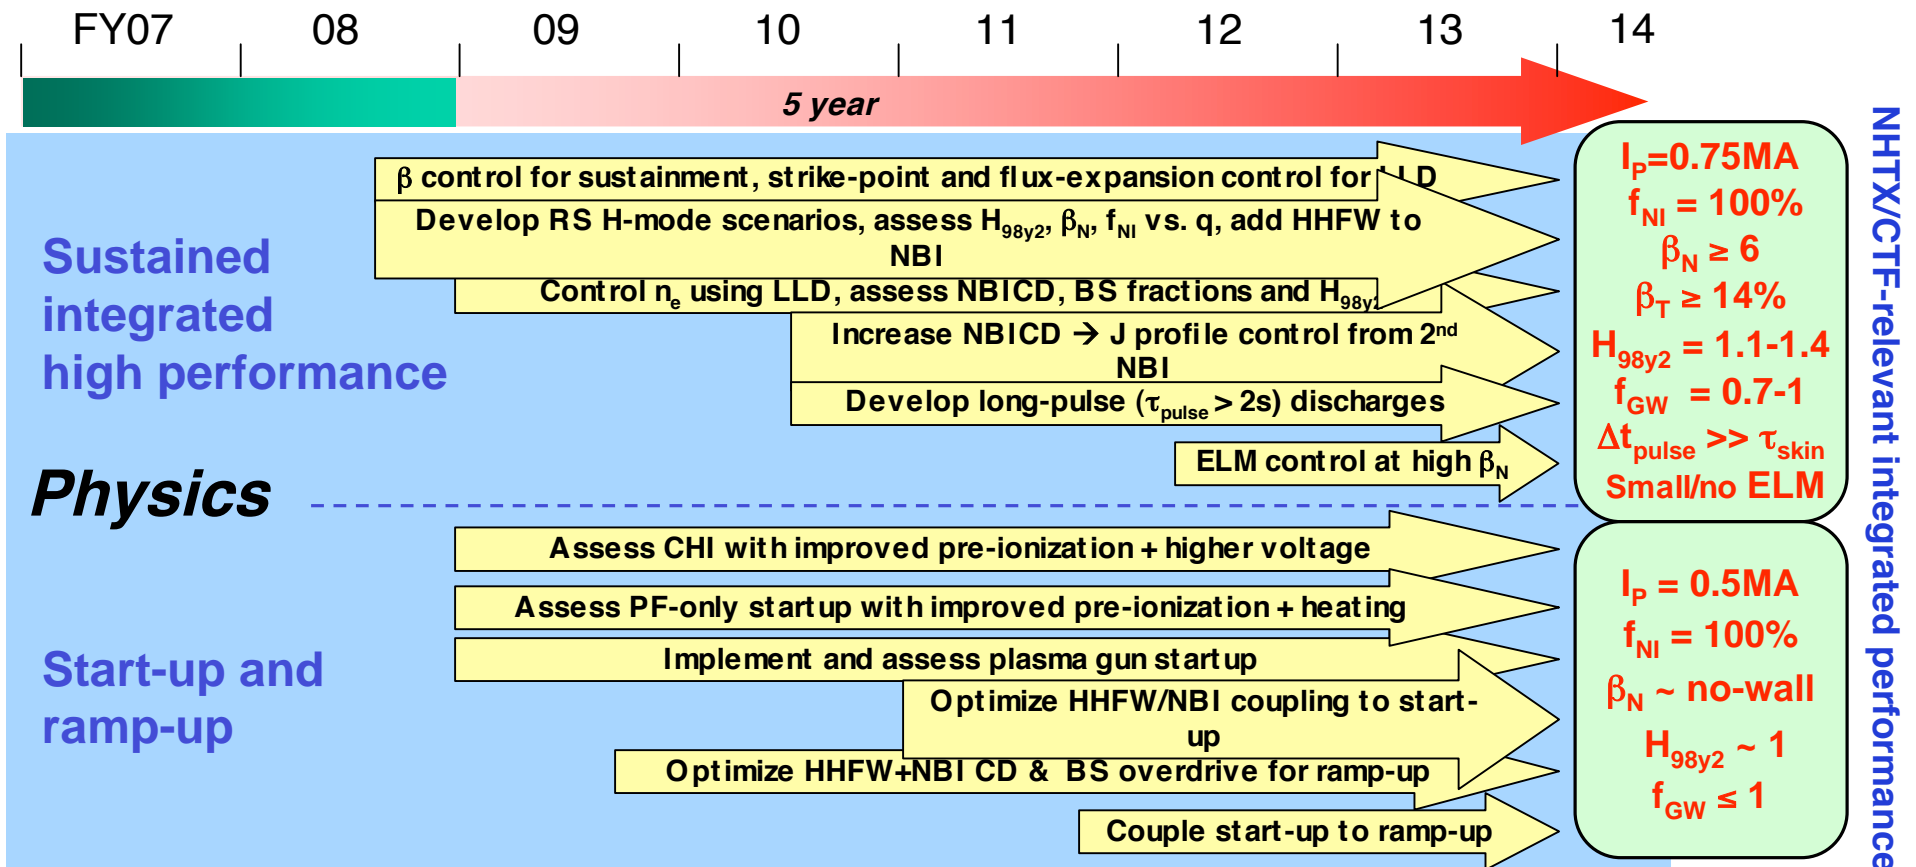 FY07 08 09 10 11 12 13 14
5 year
Sustained
integrated
high performance
β control for sustainment, strike-point and flux-expansion control for LLD
Develop RS H-mode scenarios, assess H98y2, βN, fNI vs. q, add HHFW to
NBI
Control ne using LLD, assess NBICD, BS fractions and H98y2
Increase NBICD → J profile control from 2nd
NBI
Develop long-pulse (τpulse > 2s) discharges
ELM control at high βN
IP=0.75MA
fNI = 100%
βN ≥ 6
βT ≥ 14%
H98y2 = 1.1-1.4
fGW = 0.7-1
Δtpulse >> τskin
Small/no ELM
Physics
Start-up and
ramp-up
Assess CHI with improved pre-ionization + higher voltage
Assess PF-only startup with improved pre-ionization + heating
Implement and assess plasma gun startup
Optimize HHFW/NBI coupling to start-
up
Optimize HHFW+NBI CD & BS overdrive for ramp-up
Couple start-up to ramp-up
IP = 0.5MA
fNI = 100%
βN ~ no-wall
H98y2 ~ 1
fGW ≤ 1
NHTX/CTF-relevant integrated performance